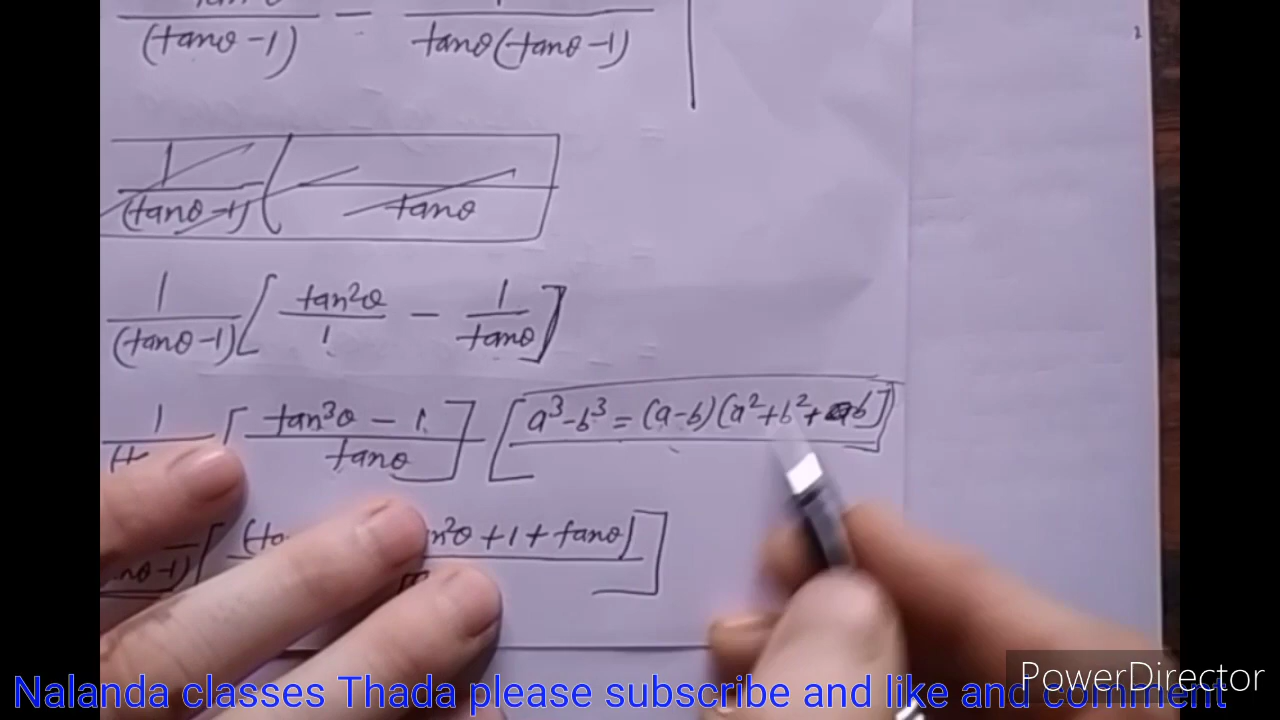 (tanθ-1) - tanθ(tanθ-1)
1/(tanθ-1) ( /tanθ
1/(tanθ-1) [tan²θ/1 - 1/tanθ]
1/ [tan³θ - 1/tanθ] [a³-b³ = (a-b)(a²+b²+ab]
[ +1+tanθ)]
Nalanda classes Thada please subscribe and like and comment
PowerDirector